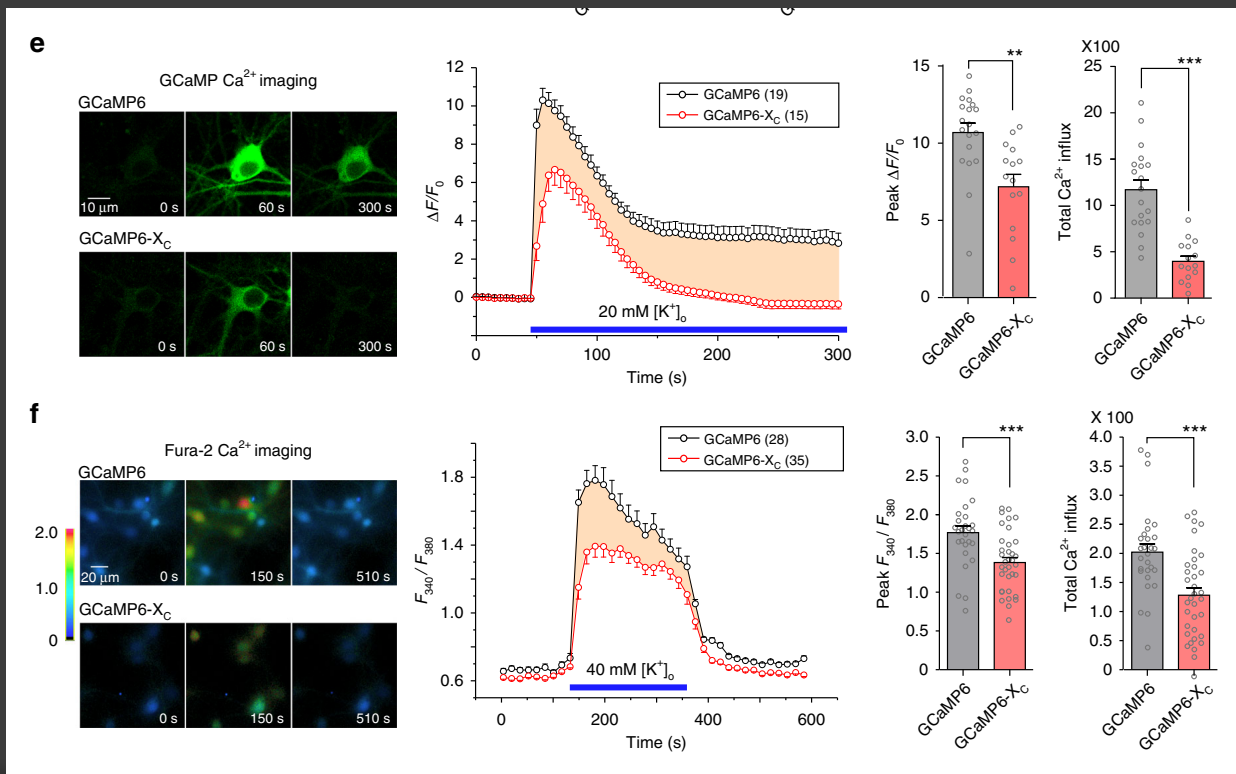 e
GCaMP Ca2+ imaging
GCaMP6
10 μm
0 s
60 s
300 s
GCaMP6-XC
0 s
60 s
300 s
12
10
8
6
4
2
0
ΔF/F0
GCaMP6 (19)
GCaMP6-XC (15)
20 mM [K+]o
0
100
200
300
Time (s)
15
10
5
0
Peak ΔF/F0
**
GCaMP6
GCaMP6-XC
X100
25
20
15
10
5
0
Total Ca2+ influx
***
GCaMP6
GCaMP6-XC
f
Fura-2 Ca2+ imaging
GCaMP6
2.0
1.0
0
20 μm
0 s
150 s
510 s
GCaMP6-XC
0 s
150 s
510 s
1.8
1.4
1.0
0.6
F340/ F380
GCaMP6 (28)
GCaMP6-XC (35)
40 mM [K+]o
0
200
400
600
Time (s)
3.0
2.5
2.0
1.5
1.0
0.5
0
Peak F340/ F380
***
GCaMP6
GCaMP6-XC
X 100
4.0
3.5
3.0
2.5
2.0
1.5
1.0
0.5
0
Total Ca2+ influx
***
GCaMP6
GCaMP6-XC